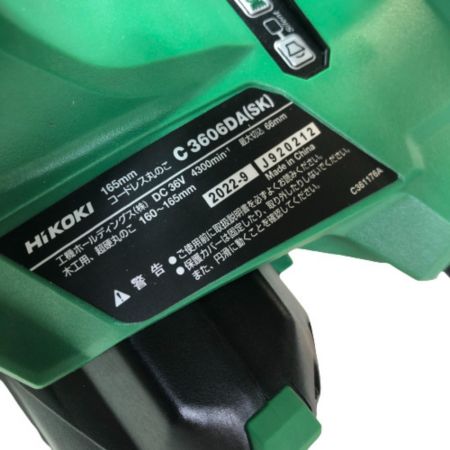 HiKOKI
165mm
コードレス丸のこ C 3606DA(SK)
工機ホールディングス(株) DC 36V 4300min⁻¹ 最大切込 66mm
木工用、超硬丸のこ 160~165mm 2022-9 J920212
Made in China
警告
●ご使用前に取扱説明書を必ずよくお読みください。
●保護カバーは固定したり、取り外したりしないでください。
また、円滑に動くことを確認してください。
C361176A